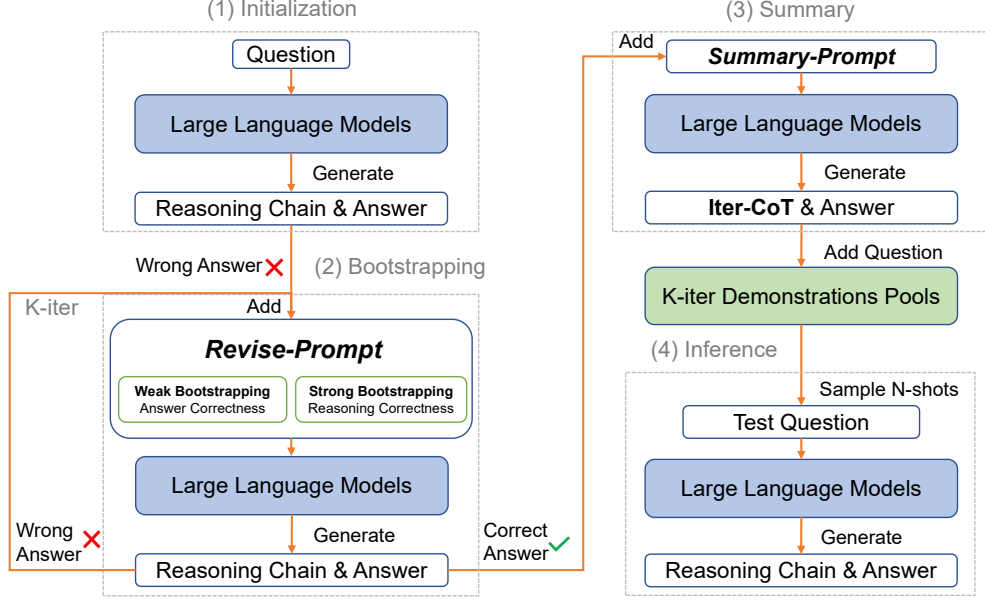 (1) Initialization
Question
Large Language Models
Generate
Reasoning Chain & Answer
Wrong Answer
(2) Bootstrapping
K-iter
Add
Revise-Prompt
Weak Bootstrapping
Answer Correctness
Strong Bootstrapping
Reasoning Correctness
Large Language Models
Generate
Wrong
Answer
Reasoning Chain & Answer
Correct
Answer
(3) Summary
Add
Summary-Prompt
Large Language Models
Generate
Iter-CoT & Answer
Add Question
K-iter Demonstrations Pools
(4) Inference
Sample N-shots
Test Question
Large Language Models
Generate
Reasoning Chain & Answer